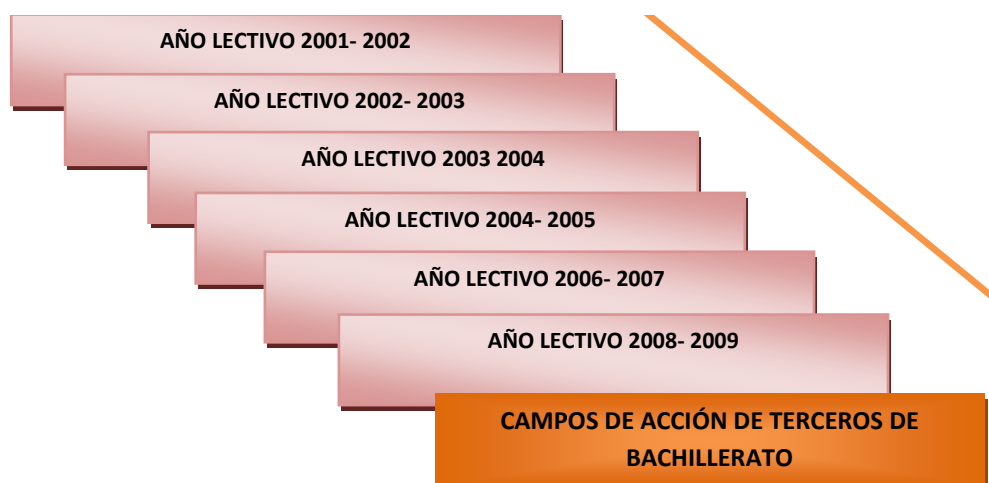 AÑO LECTIVO 2001- 2002
AÑO LECTIVO 2002- 2003
AÑO LECTIVO 2003 2004
AÑO LECTIVO 2004- 2005
AÑO LECTIVO 2006- 2007
AÑO LECTIVO 2008- 2009
CAMPOS DE ACCIÓN DE TERCEROS DE
BACHILLERATO